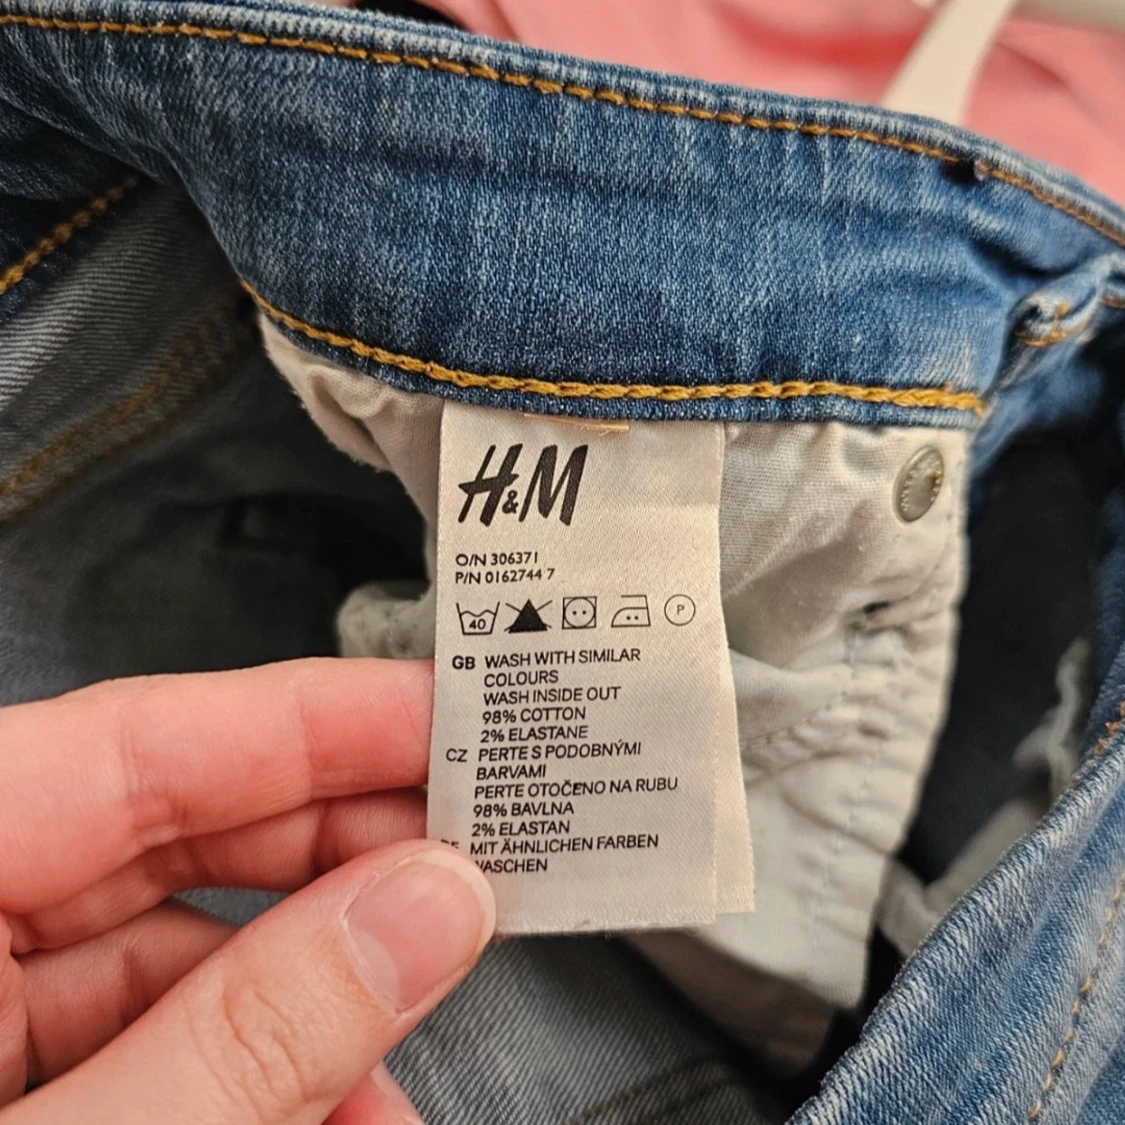 H&M
O/N 306371
P/N 0162744 7
40
P
GB WASH WITH SIMILAR
COLOURS
WASH INSIDE OUT
98% COTTON
2% ELASTANE
CZ PERTE S PODOBNÝMI
BARVAMI
PERTE OTOČENO NA RUBU
98% BAVLNA
2% ELASTAN
MIT ÄHNLICHEN FARBEN
WASCHEN